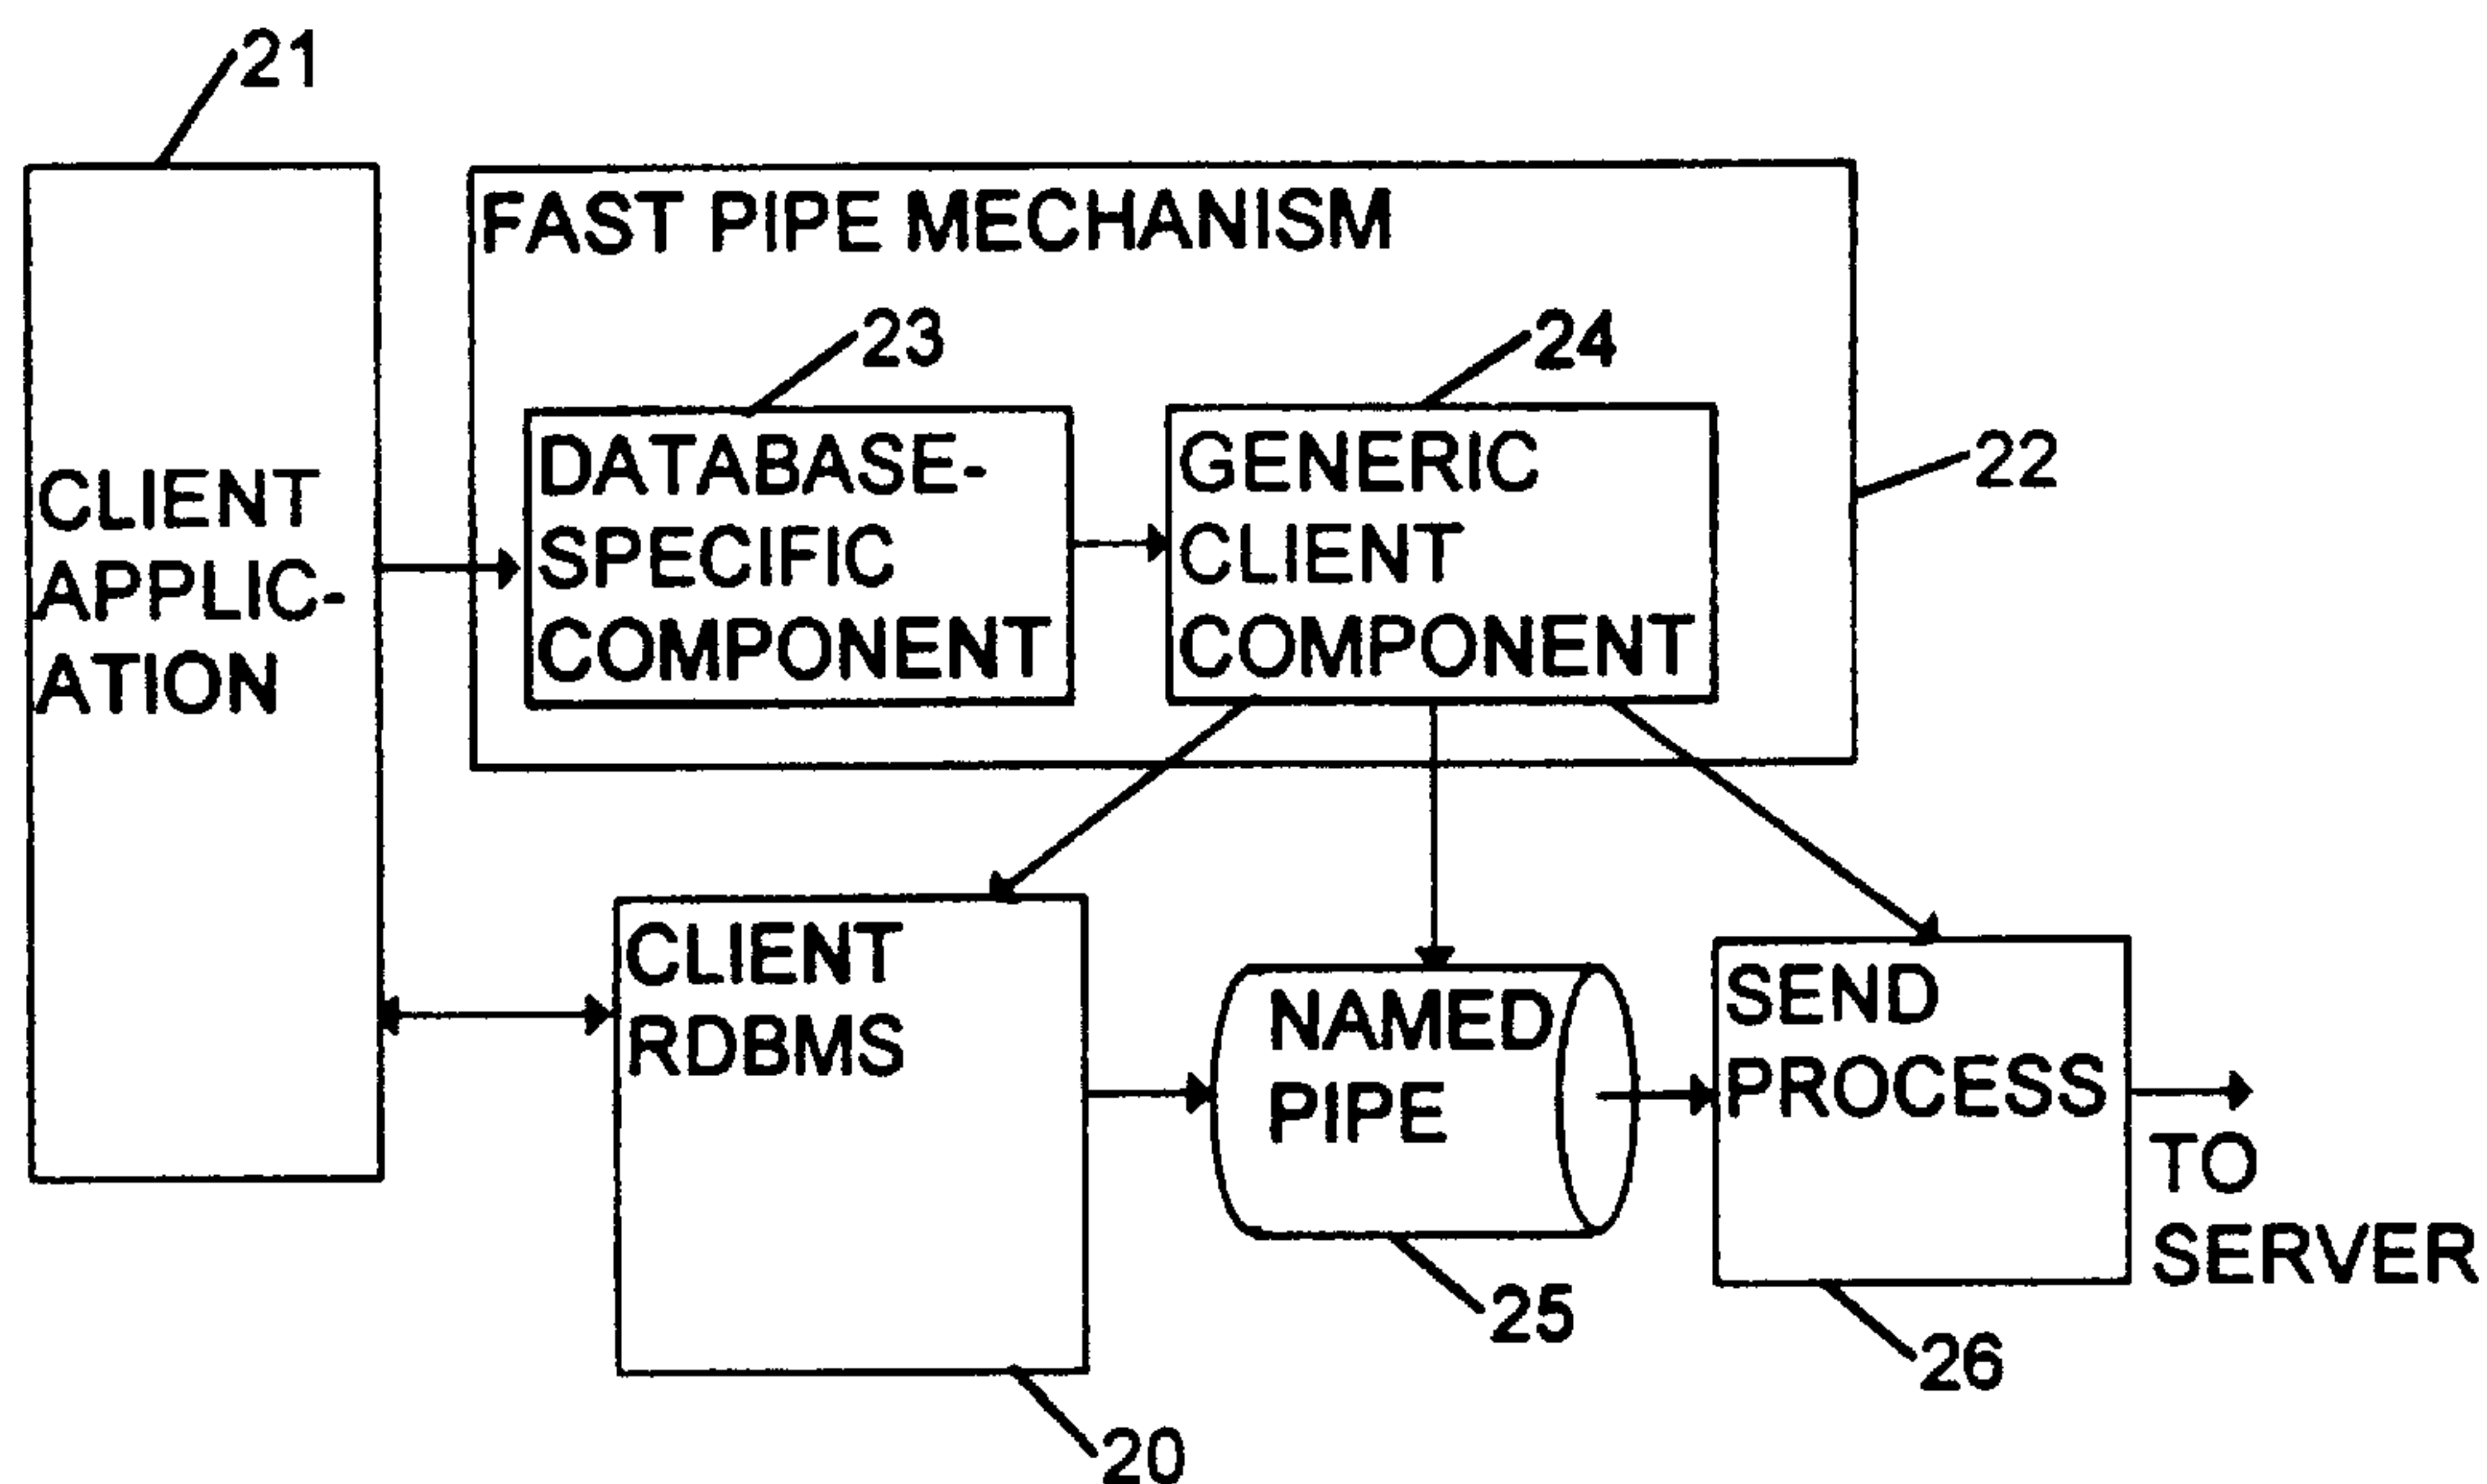 21
FAST PIPE MECHANISM
23
24
22
CLIENT
APPLIC-
ATION
DATABASE-
SPECIFIC
COMPONENT
GENERIC
CLIENT
COMPONENT
CLIENT
RDBMS
NAMED
PIPE
SEND
PROCESS
TO
SERVER
25
26
20